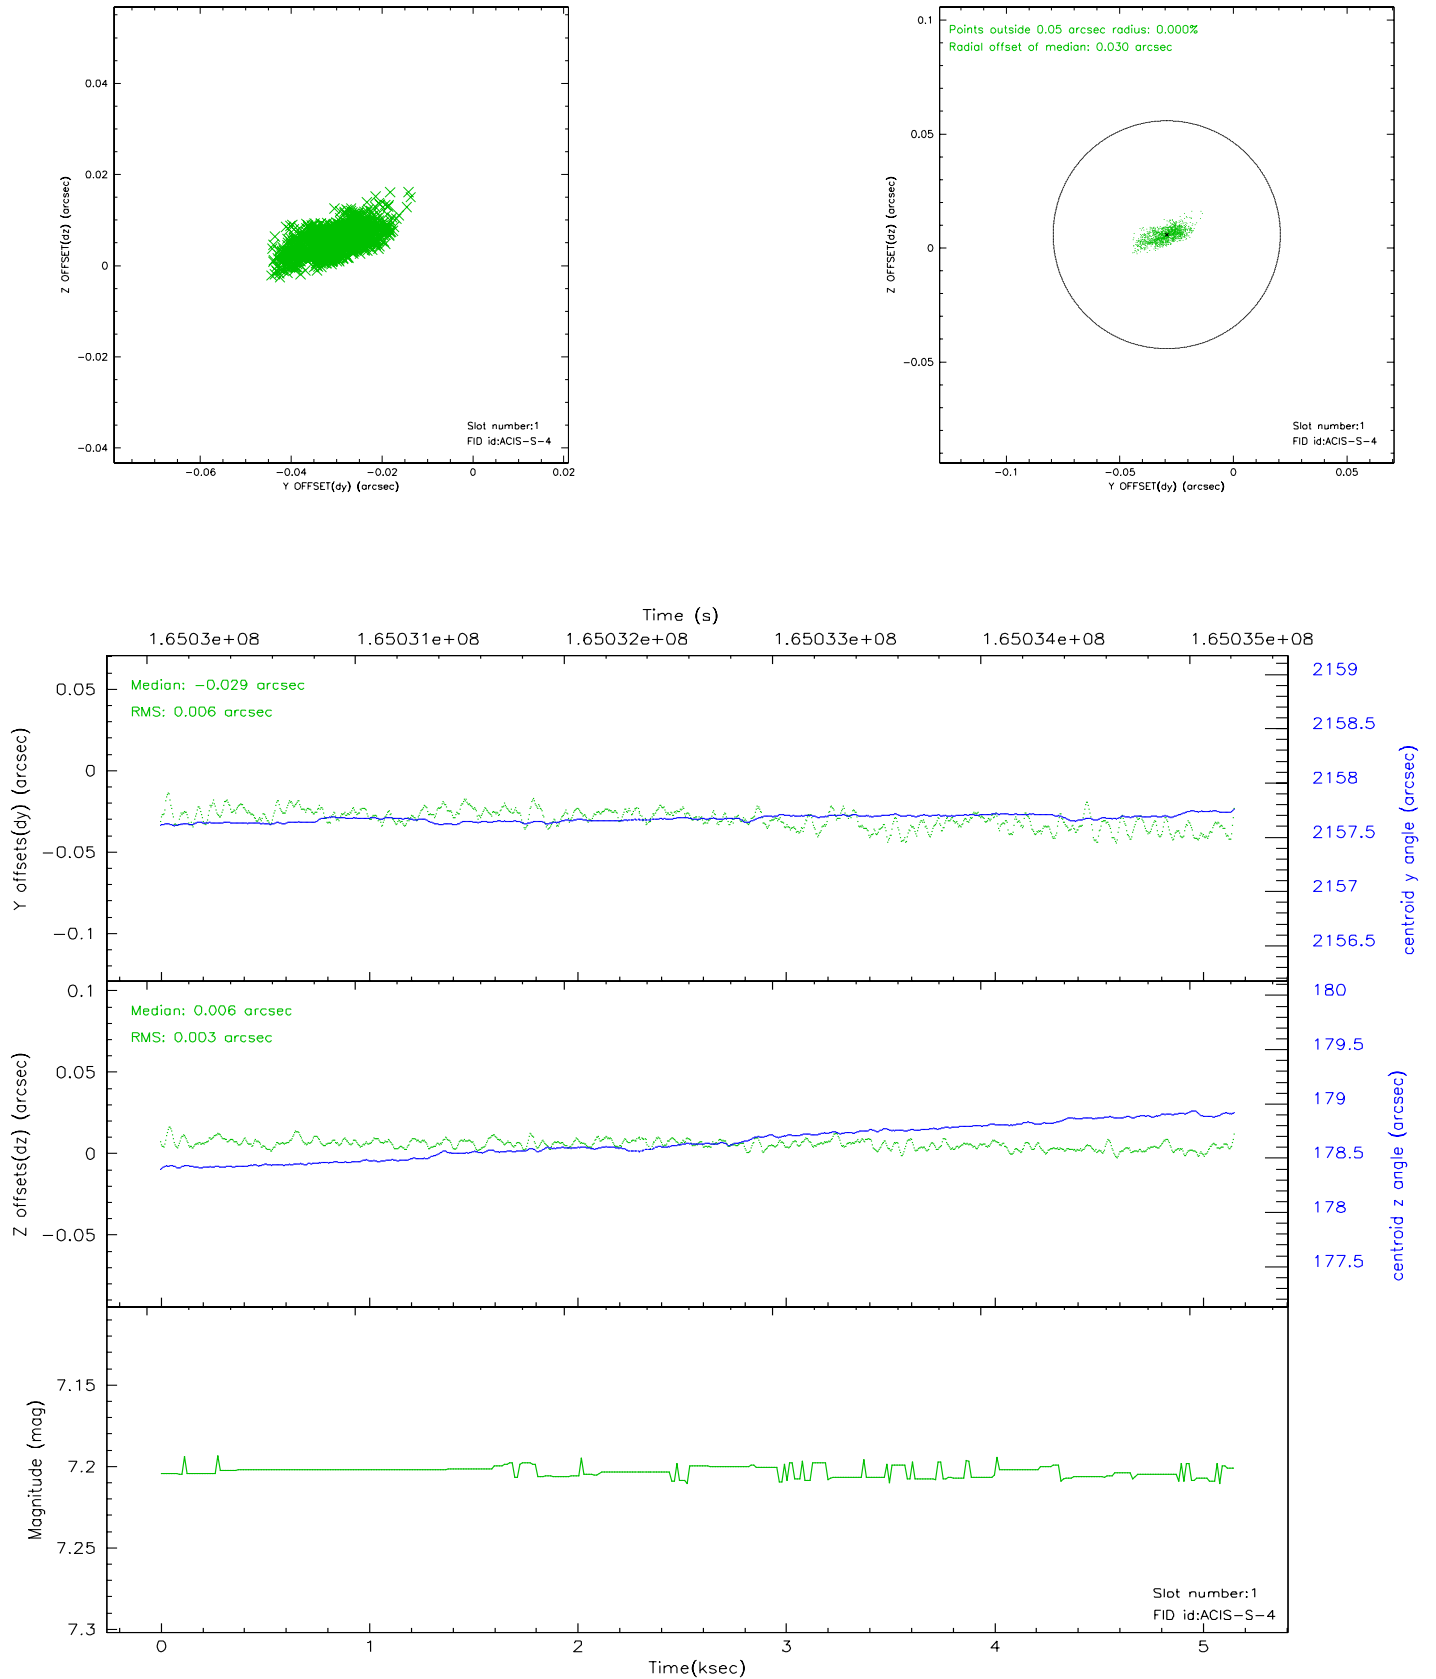 0.04
0.02
0
−0.02
−0.04
Z OFFSET(dz) (arcsec)
Slot number:1
FID id:ACIS−S−4
−0.06
−0.04
−0.02
0
0.02
Y OFFSET(dy) (arcsec)
Points outside 0.05 arcsec radius: 0.000%
Radial offset of median: 0.030 arcsec
0.1
0.05
0
−0.05
Z OFFSET(dz) (arcsec)
Slot number:1
FID id:ACIS−S−4
−0.1
−0.05
0
0.05
Y OFFSET(dy) (arcsec)
Time (s)
1.6503e+08
1.65031e+08
1.65032e+08
1.65033e+08
1.65034e+08
1.65035e+08
Median: −0.029 arcsec
RMS: 0.006 arcsec
0.05
0
−0.05
−0.1
Y offsets(dy) (arcsec)
2159
2158.5
2158
2157.5
2157
2156.5
centroid y angle (arcsec)
Median: 0.006 arcsec
RMS: 0.003 arcsec
0.1
0.05
0
−0.05
Z offsets(dz) (arcsec)
180
179.5
179
178.5
178
177.5
centroid z angle (arcsec)
7.15
7.2
7.25
7.3
Magnitude (mag)
Slot number:1
FID id:ACIS−S−4
0
1
2
3
4
5
Time(ksec)